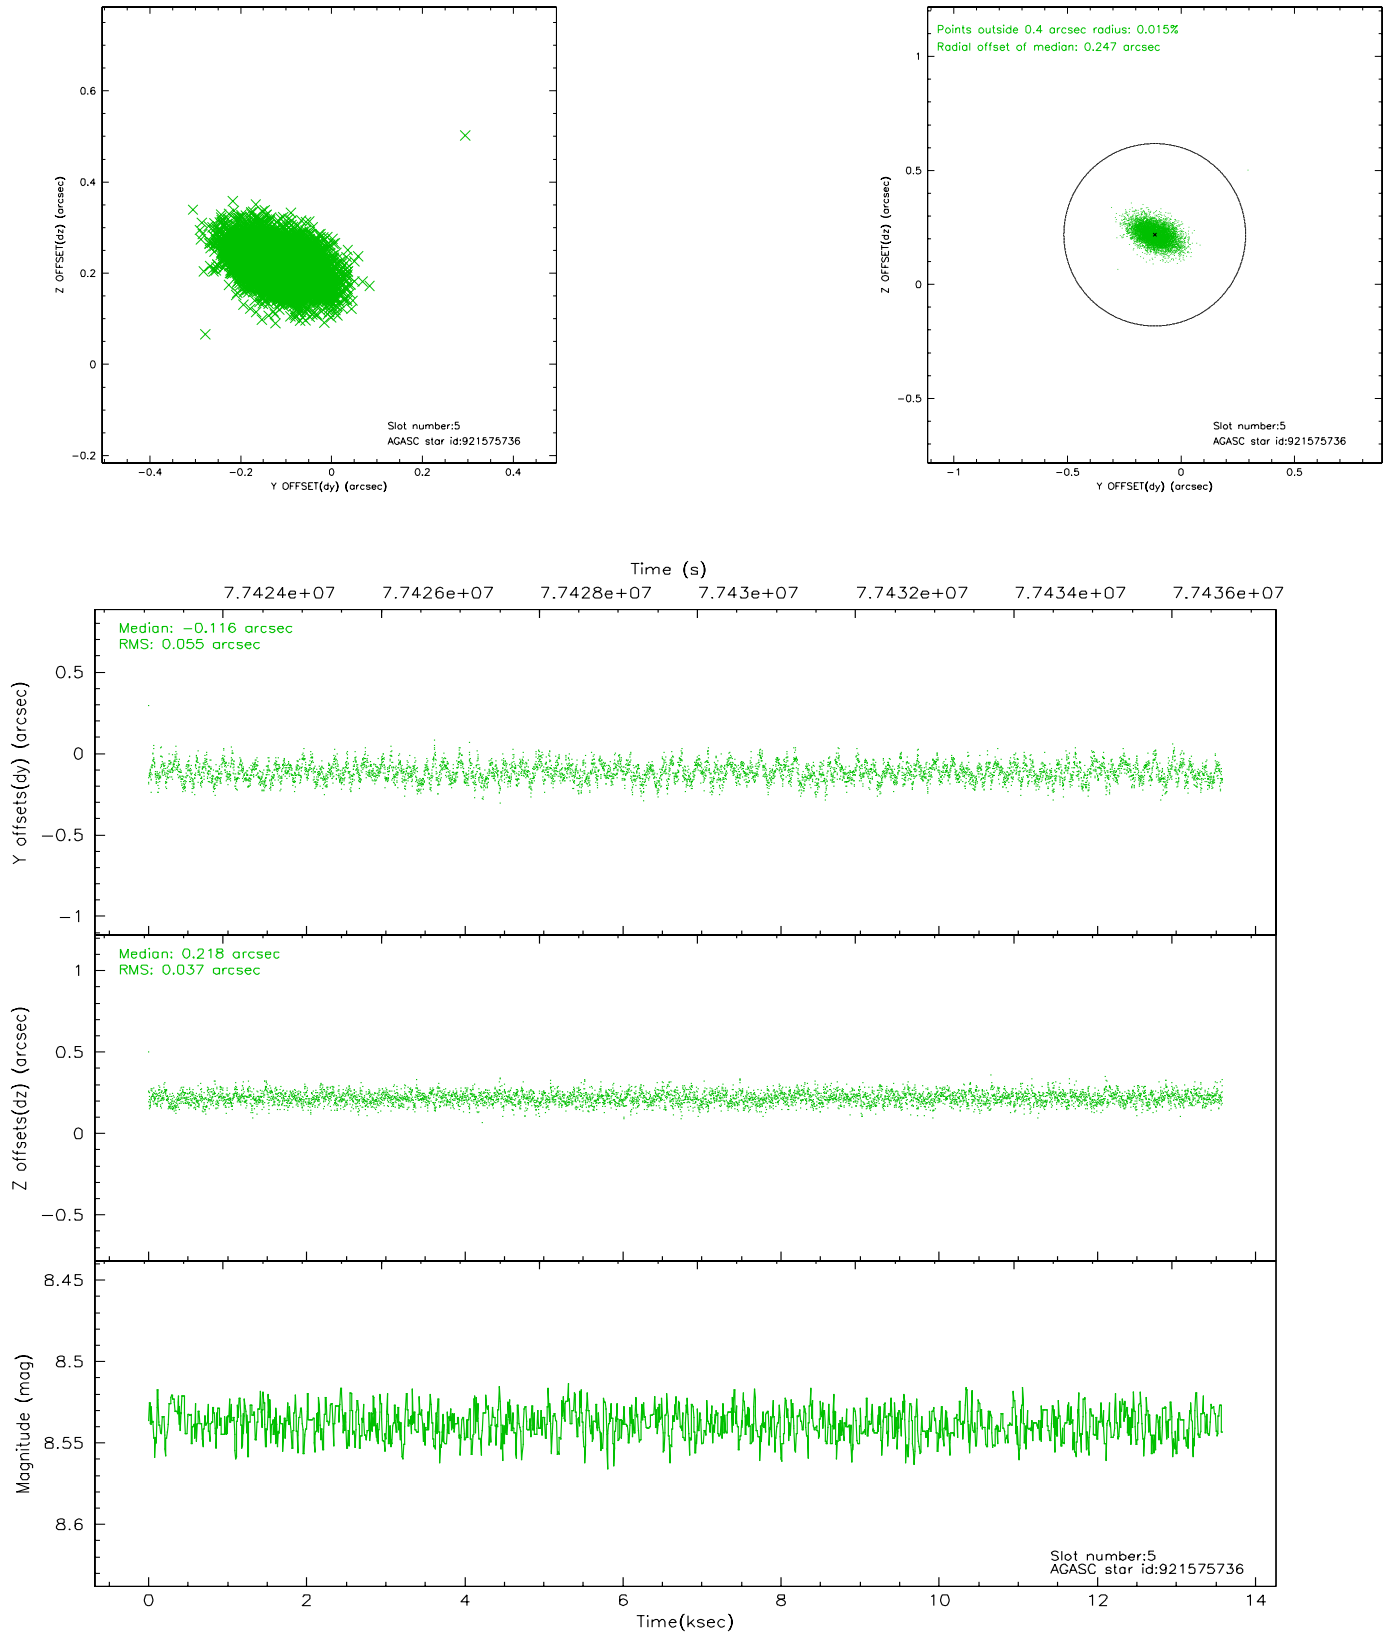 0.6
0.4
0.2
0
−0.2
−0.4
−0.2
0
0.2
0.4
Z OFFSET(dz) (arcsec)
Y OFFSET(dy) (arcsec)
Slot number:5
AGASC star id:921575736
Points outside 0.4 arcsec radius: 0.015%
Radial offset of median: 0.247 arcsec
1
0.5
0
−0.5
−1
−0.5
0
0.5
Z OFFSET(dz) (arcsec)
Y OFFSET(dy) (arcsec)
Slot number:5
AGASC star id:921575736
Time (s)
7.7424e+07 7.7426e+07 7.7428e+07 7.743e+07 7.7432e+07 7.7434e+07 7.7436e+07
Median: −0.116 arcsec
RMS: 0.055 arcsec
0.5
0
−0.5
−1
Y offsets(dy) (arcsec)
Median: 0.218 arcsec
RMS: 0.037 arcsec
1
0.5
0
−0.5
Z offsets(dz) (arcsec)
8.45
8.5
8.55
8.6
Magnitude (mag)
Slot number:5
AGASC star id:921575736
0 2 4 6 8 10 12 14
Time(ksec)